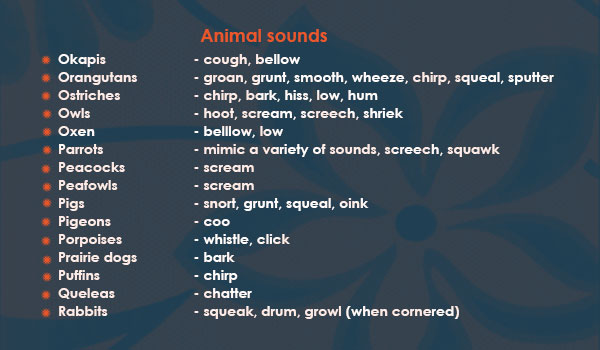 Animal sounds
Okapis - cough, bellow
Orangutans - groan, grunt, smooth, wheeze, chirp, squeal, sputter
Ostriches - chirp, bark, hiss, low, hum
Owls - hoot, scream, screech, shriek
Oxen - belllow, low
Parrots - mimic a variety of sounds, screech, squawk
Peacocks - scream
Peafowls - scream
Pigs - snort, grunt, squeal, oink
Pigeons - coo
Porpoises - whistle, click
Prairie dogs - bark
Puffins - chirp
Queleas - chatter
Rabbits - squeak, drum, growl (when cornered)